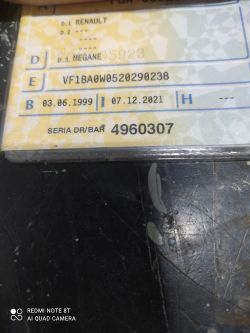 D.1 RENAULT
D.2 ----
----
D D.3 MEGANE
E VF1BA0W0520290238
B 03.06.1999 I 07.12.2021 H ---
SERIA DR/BAR 4960307
REDMI NOTE 8T
AI QUAD CAMERA